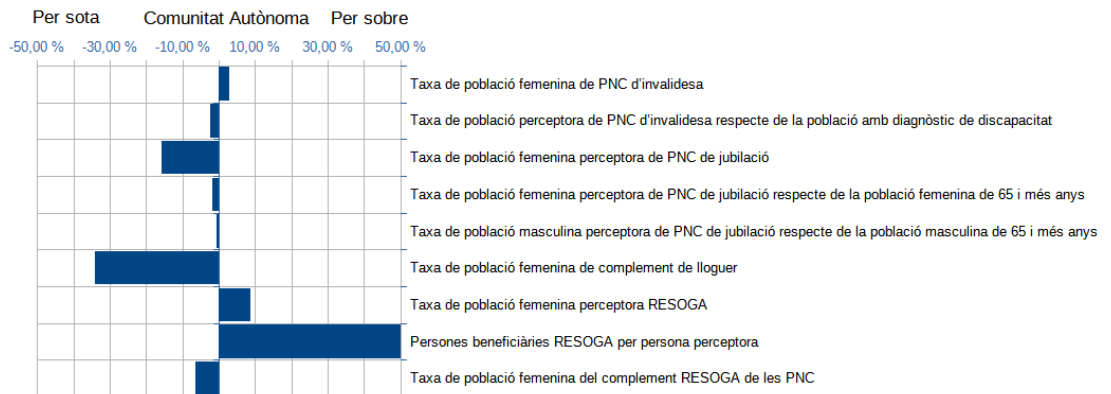 Per sota Comunitat Autònoma Per sobre
-50,00 % -30,00 % -10,00 % 10,00 % 30,00 % 50,00 %
Taxa de població femenina de PNC d'invalidesa
Taxa de població perceptora de PNC d'invalidesa respecte de la població amb diagnòstic de discapacitat
Taxa de població femenina perceptora de PNC de jubilació
Taxa de població femenina perceptora de PNC de jubilació respecte de la població femenina de 65 i més anys
Taxa de població masculina perceptora de PNC de jubilació respecte de la població masculina de 65 i més anys
Taxa de població femenina de complement de lloguer
Taxa de població femenina perceptora RESOGA
Persones beneficiàries RESOGA per persona perceptora
Taxa de població femenina del complement RESOGA de les PNC